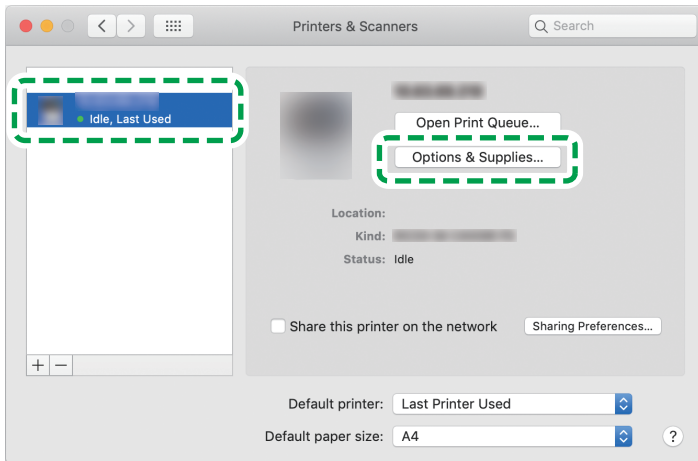 Printers & Scanners
Search
Idle, Last Used
Open Print Queue...
Options & Supplies...
Location:
Kind:
Status: Idle
Share this printer on the network
Sharing Preferences...
Default printer: Last Printer Used
Default paper size: A4
?